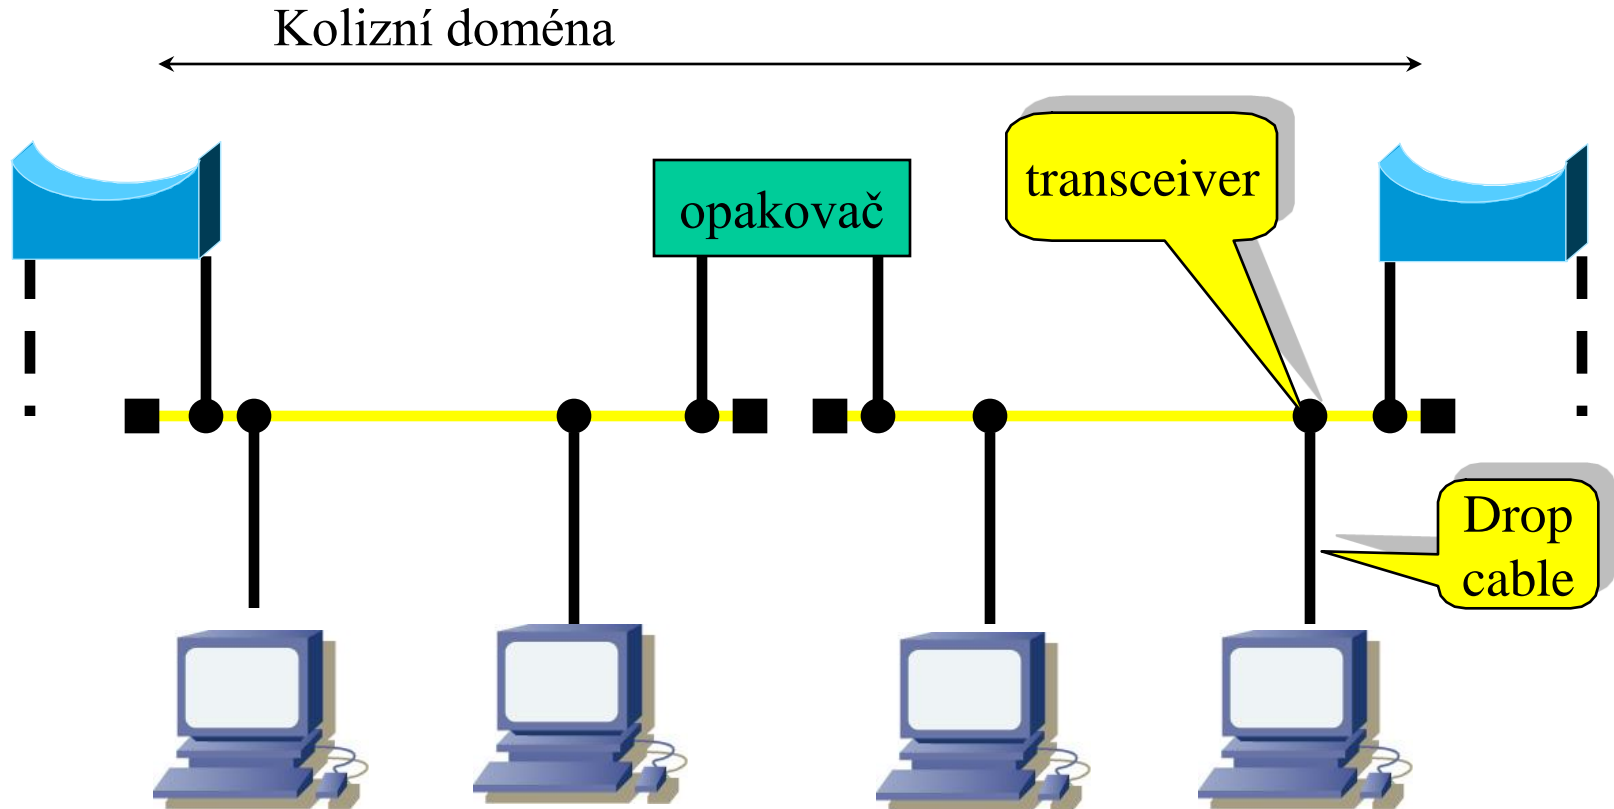 Kolizní doména
transceiver
opakovač
Drop
cable